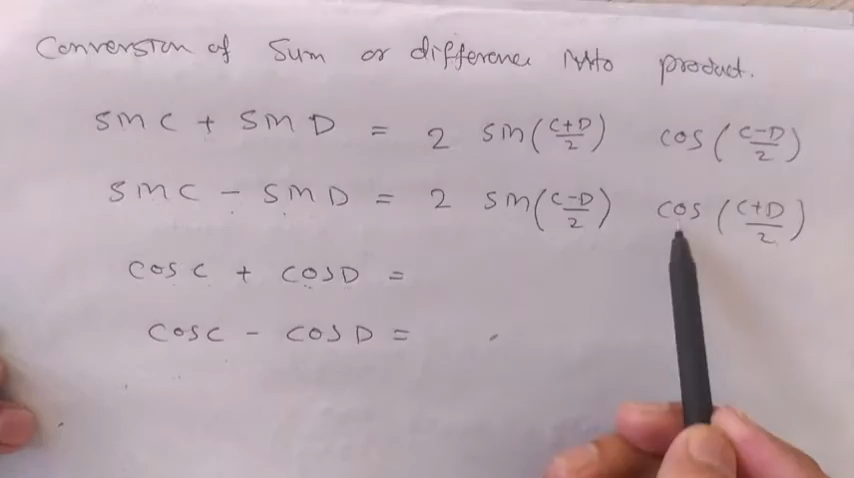 Conversion of Sum or difference into product.
sin C + sin D = 2 sin(C+D/2) cos(C-D/2)
sin C - sin D = 2 sin(C-D/2) cos(C+D/2)
cos C + cos D =
cos C - cos D =